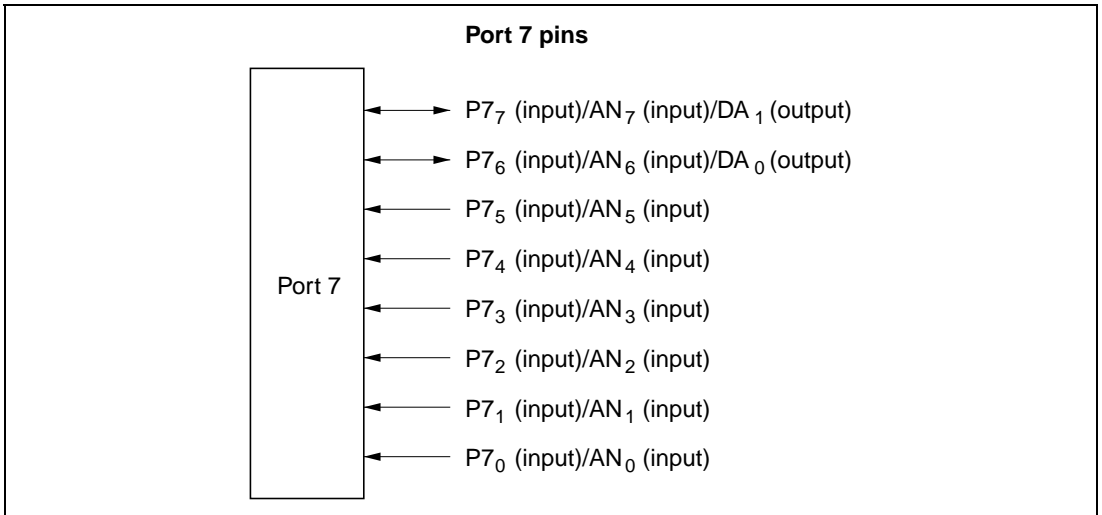 Port 7 pins
P7₇ (input)/AN₇ (input)/DA₁ (output)
P7₆ (input)/AN₆ (input)/DA₀ (output)
P7₅ (input)/AN₅ (input)
P7₄ (input)/AN₄ (input)
Port 7
P7₃ (input)/AN₃ (input)
P7₂ (input)/AN₂ (input)
P7₁ (input)/AN₁ (input)
P7₀ (input)/AN₀ (input)